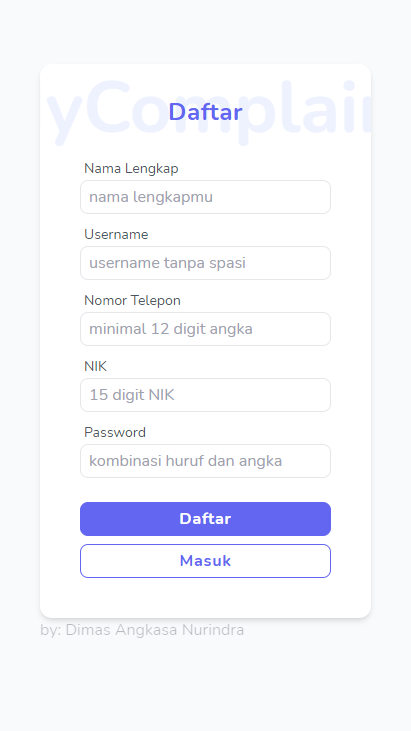 yComplain
Daftar
Nama Lengkap
nama lengkapmu
Username
username tanpa spasi
Nomor Telepon
minimal 12 digit angka
NIK
15 digit NIK
Password
kombinasi huruf dan angka
Daftar
Masuk
by: Dimas Angkasa Nurindra